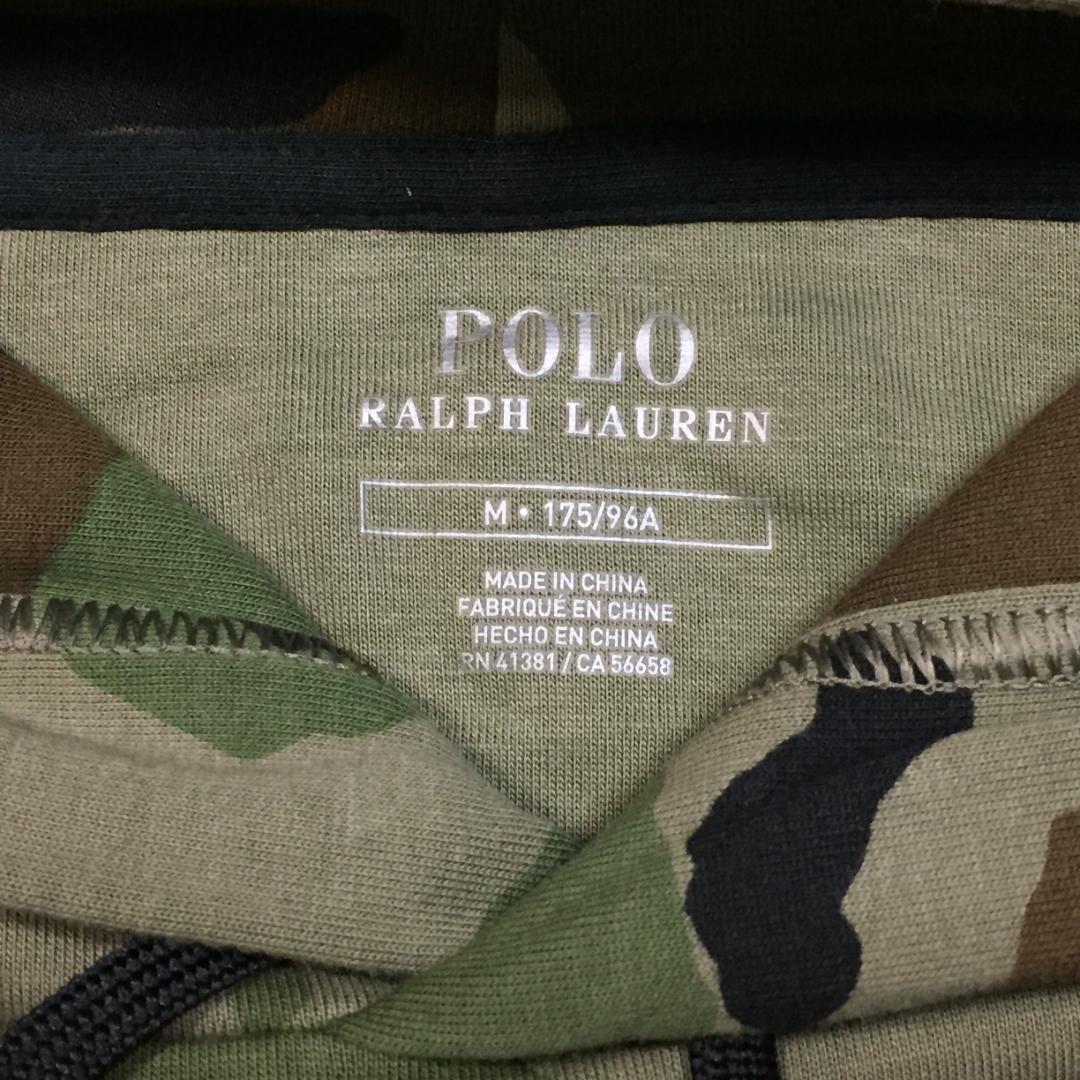 POLO
RALPH LAUREN
M • 175/96A
MADE IN CHINA
FABRIQUÉ EN CHINE
HECHO EN CHINA
RN 41381 / CA 56658